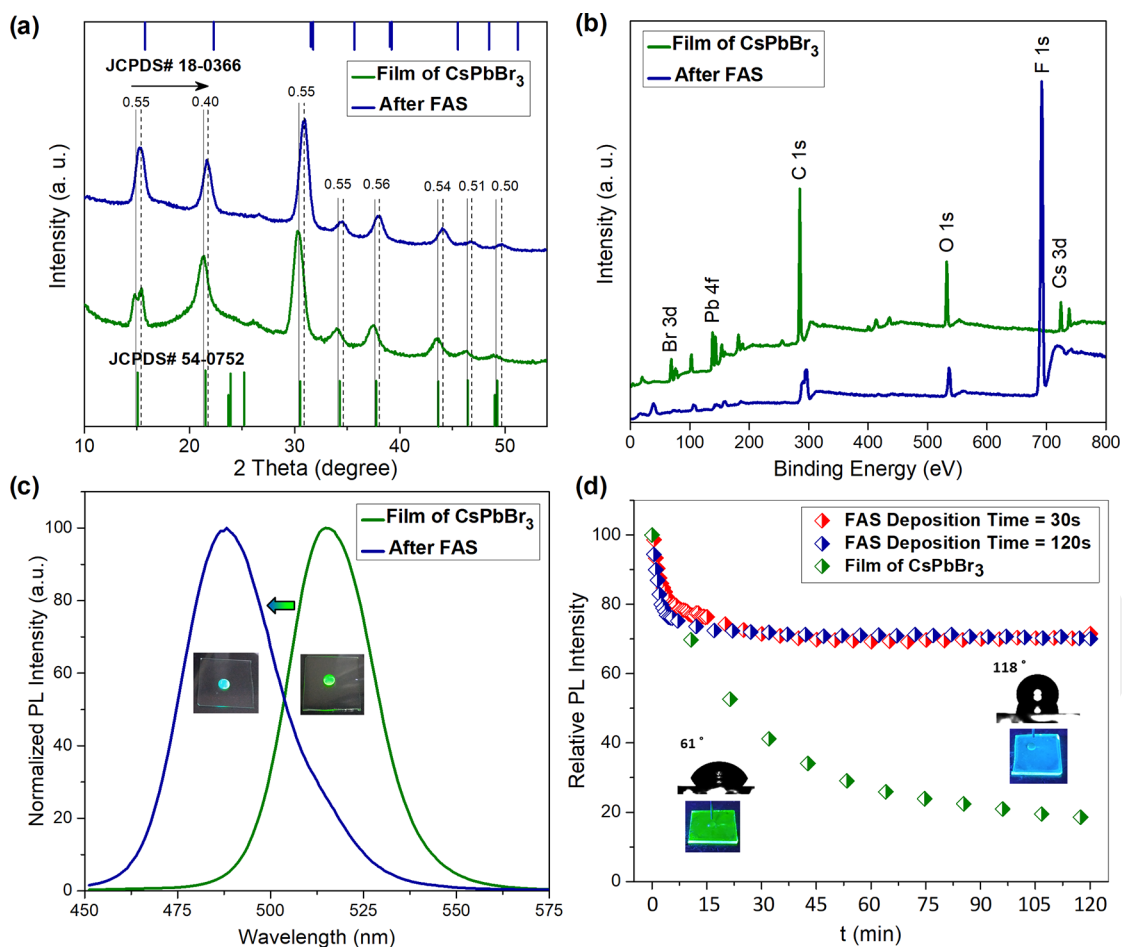 (a)
JCPDS# 18-0366
0.55
0.40
0.55
0.55
0.56
0.54
0.51
0.50
Film of CsPbBr3
After FAS
JCPDS# 54-0752
Intensity (a. u.)
10
20
30
40
50
2 Theta (degree)
(b)
Film of CsPbBr3
After FAS
Br 3d
Pb 4f
C 1s
O 1s
F 1s
Cs 3d
Intensity (a. u.)
0
100
200
300
400
500
600
700
800
Binding Energy (eV)
(c)
Film of CsPbBr3
After FAS
Normalized PL Intensity (a.u.)
100
80
60
40
20
0
450
475
500
525
550
575
Wavelength (nm)
(d)
FAS Deposition Time = 30s
FAS Deposition Time = 120s
Film of CsPbBr3
Relative PL Intensity
100
80
60
40
20
0
61°
118°
0
15
30
45
60
75
90
105
120
t (min)